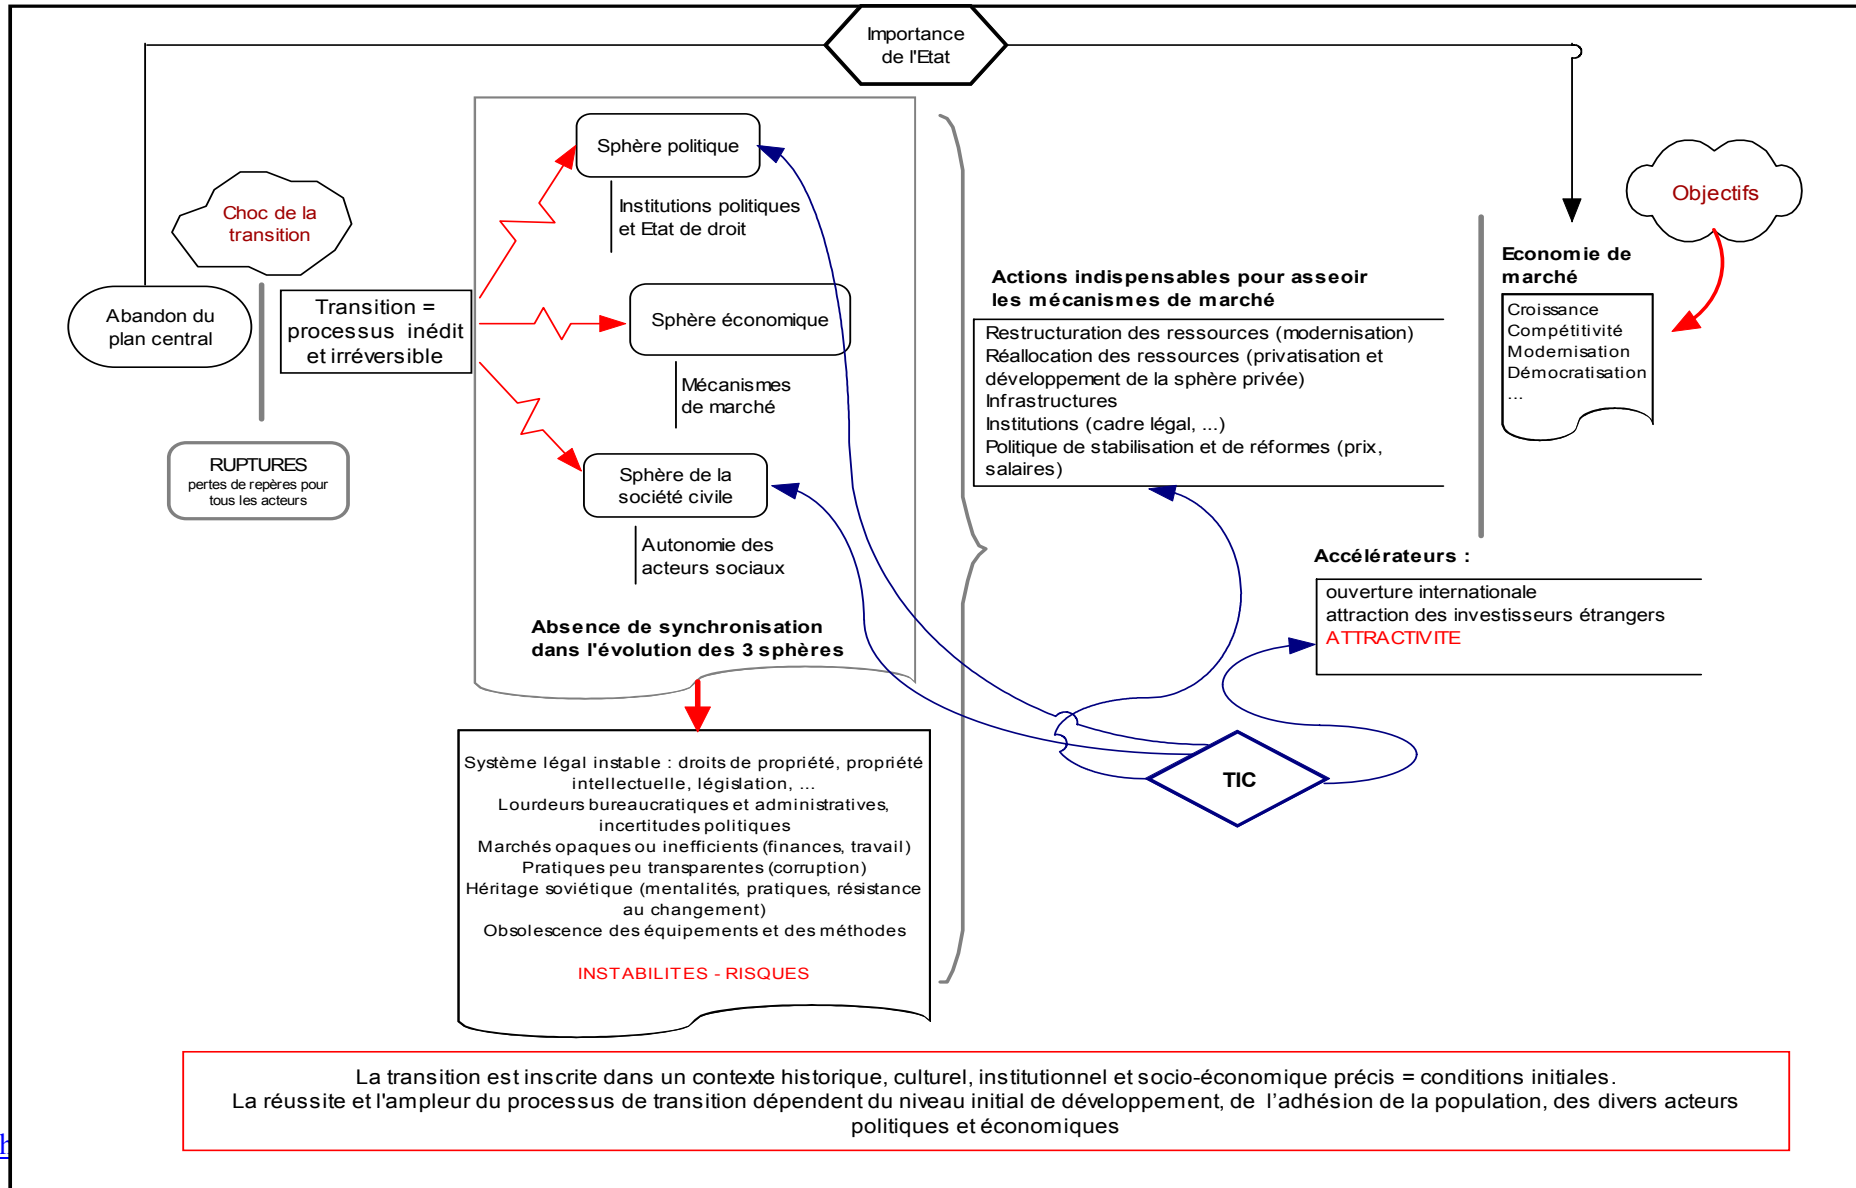 Importance
de l'Etat
Sphère politique
Institutions politiques
et Etat de droit
Choc de la
transition
Objectifs
Abandon du
plan central
Transition =
processus inédit
et irréversible
Sphère économique
Mécanismes
de marché
RUPTURES
pertes de repères pour
tous les acteurs
Sphère de la
société civile
Autonomie des
acteurs sociaux
Absence de synchronisation
dans l'évolution des 3 sphères
Actions indispensables pour asseoir
les mécanismes de marché
Restructuration des ressources (modernisation)
Réallocation des ressources (privatisation et
développement de la sphère privée)
Infrastructures
Institutions (cadre légal, ...)
Politique de stabilisation et de réformes (prix,
salaires)
Economie de
marché
Croissance
Compétitivité
Modernisation
Démocratisation
...
Accélérateurs :
ouverture internationale
attraction des investisseurs étrangers
ATTRACTIVITE
TIC
Système légal instable : droits de propriété, propriété
intellectuelle, législation, ...
Lourdeurs bureaucratiques et administratives,
incertitudes politiques
Marchés opaques ou inefficients (finances, travail)
Pratiques peu transparentes (corruption)
Héritage soviétique (mentalités, pratiques, résistance
au changement)
Obsolescence des équipements et des méthodes
INSTABILITES - RISQUES
La transition est inscrite dans un contexte historique, culturel, institutionnel et socio-économique précis = conditions initiales.
La réussite et l'ampleur du processus de transition dépendent du niveau initial de développement, de l’adhésion de la population, des divers acteurs
politiques et économiques